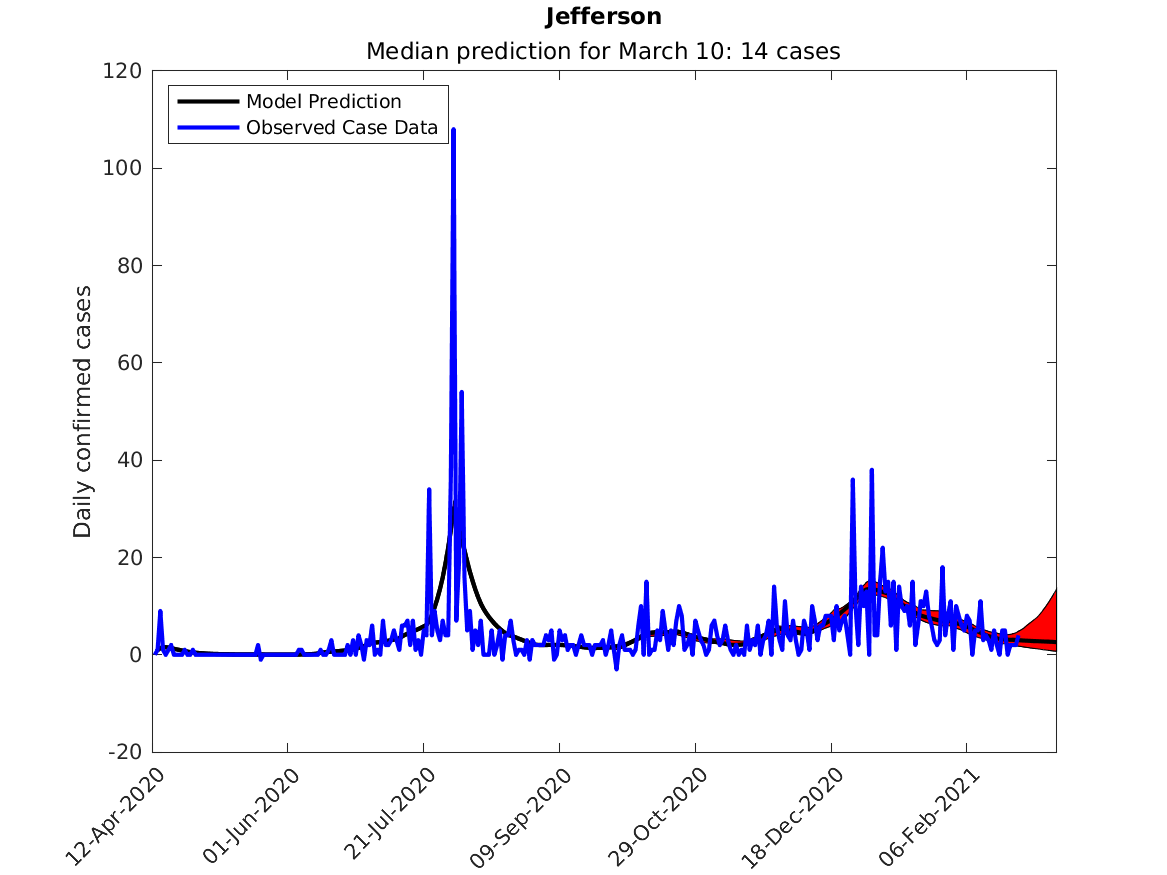 Jefferson
Median prediction for March 10: 14 cases
Model Prediction
Observed Case Data
Daily confirmed cases
120
100
80
60
40
20
0
-20
12-Apr-2020
01-Jun-2020
21-Jul-2020
09-Sep-2020
29-Oct-2020
18-Dec-2020
06-Feb-2021